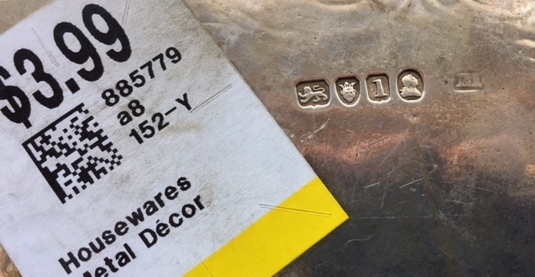 $3.99
885779
a8
152-Y
Housewares
Metal Décor